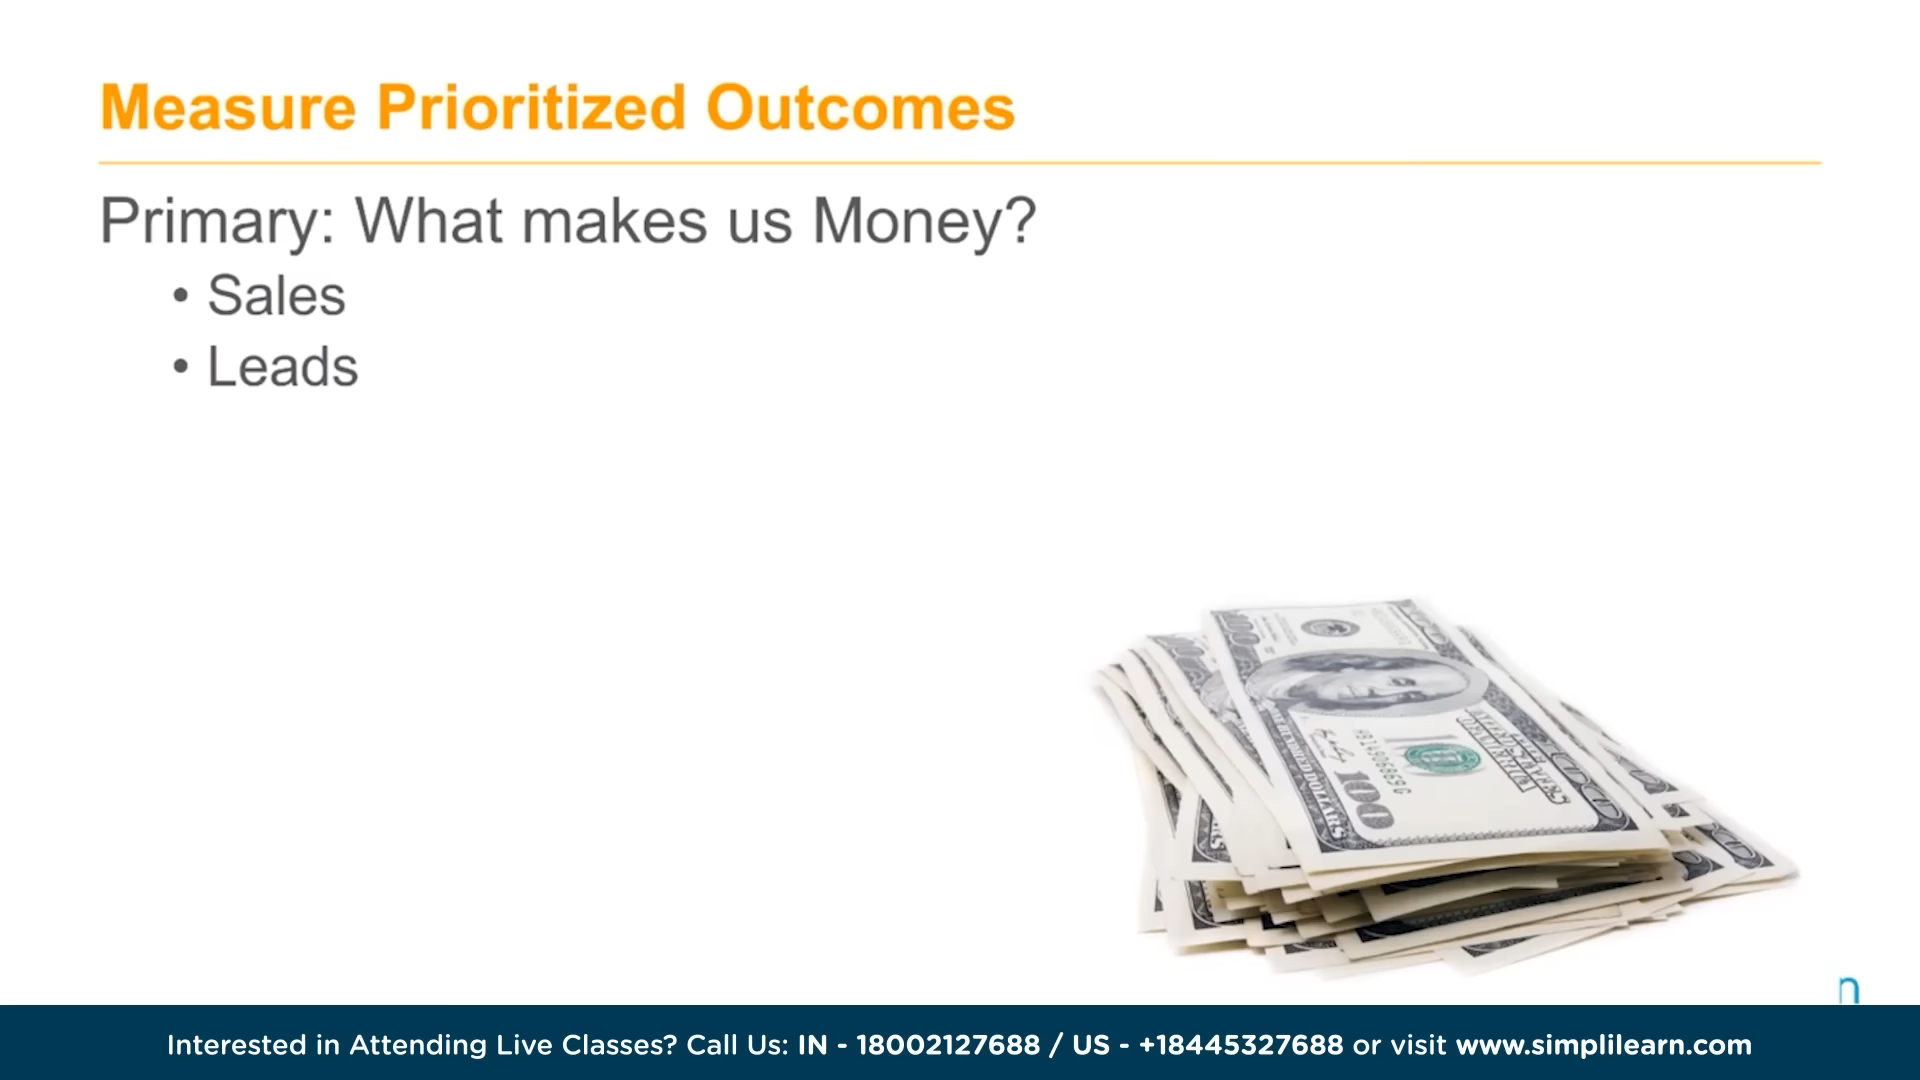 Measure Prioritized Outcomes
Primary: What makes us Money?
• Sales
• Leads
100
n
Interested in Attending Live Classes? Call Us: IN - 18002127688 / US - +18445327688 or visit www.simplilearn.com